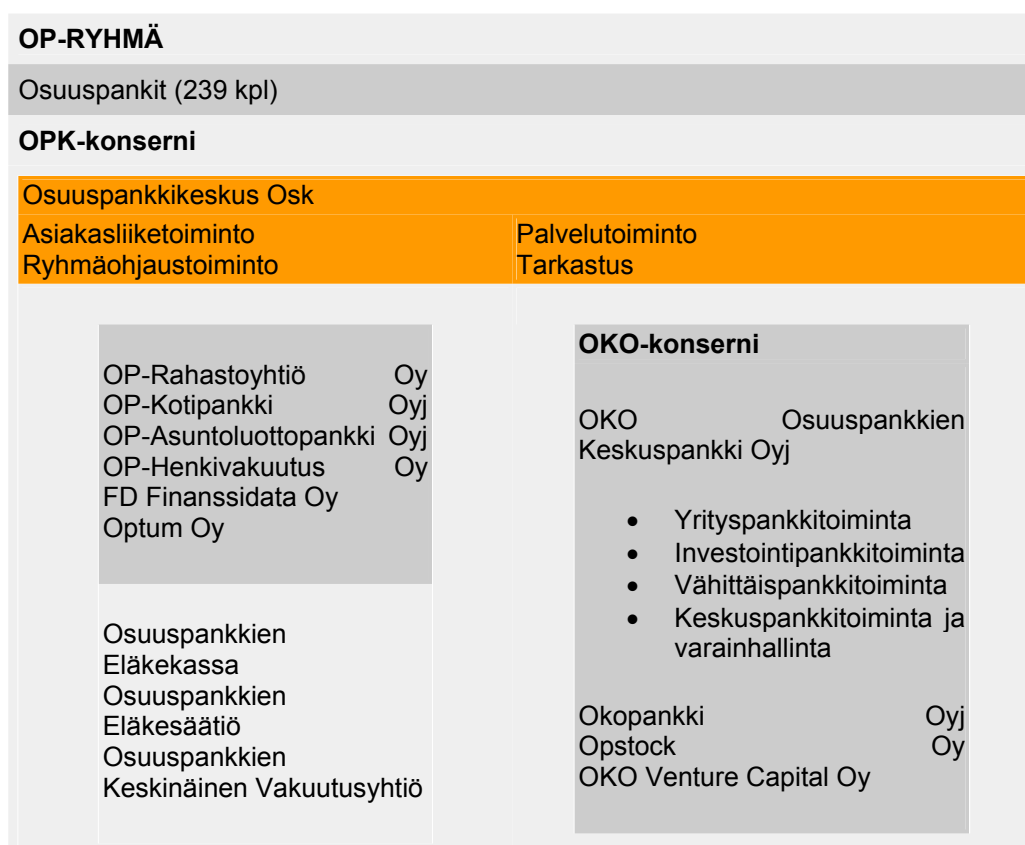 OP-RYHMÄ
Osuuspankit (239 kpl)
OPK-konserni
Osuuspankkikeskus Osk
Asiakasliiketoiminto
Ryhmäohjaustoiminto
Palvelutoiminto
Tarkastus
OP-Rahastoyhtiö Oy
OP-Kotipankki Oyj
OP-Asuntoluottopankki Oyj
OP-Henkivakuutus Oy
FD Finanssidata Oy
Optum Oy
Osuuspankkien
Eläkekassa
Osuuspankkien
Eläkesäätiö
Osuuspankkien
Keskinäinen Vakuutusyhtiö
OKO-konserni
OKO Osuuspankkien
Keskuspankki Oyj
• Yrityspankkitoiminta
• Investointipankkitoiminta
• Vähittäispankkitoiminta
• Keskuspankkitoiminta ja
varainhallinta
Okopankki Oyj
Opstock Oy
OKO Venture Capital Oy